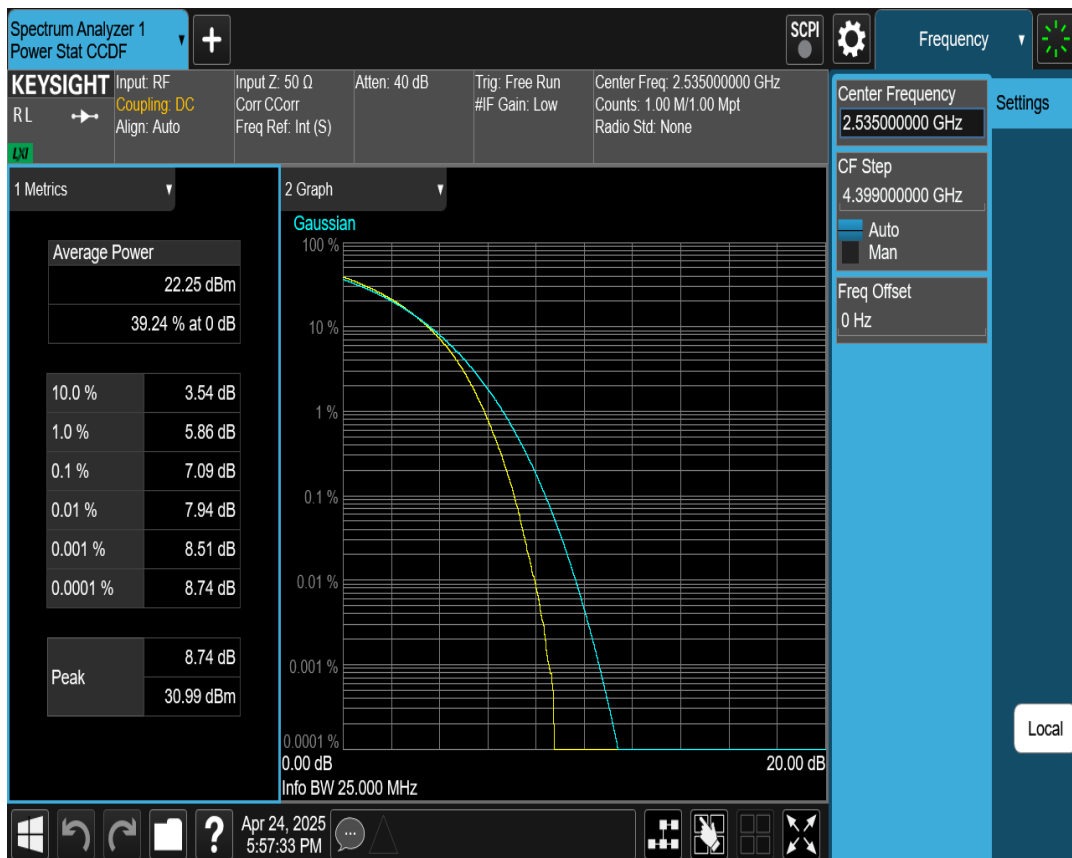 Spectrum Analyzer 1
Power Stat CCDF
SCPI
Frequency
KEYSIGHT
RL
LXI
Input: RF
Coupling: DC
Align: Auto
Input Z: 50 Ω
Corr CCorr
Freq Ref: Int (S)
Atten: 40 dB
Trig: Free Run
#IF Gain: Low
Center Freq: 2.535000000 GHz
Counts: 1.00 M/1.00 Mpt
Radio Std: None
Center Frequency
2.535000000 GHz
Settings
CF Step
4.399000000 GHz
Auto
Man
Freq Offset
0 Hz
1 Metrics
Average Power
22.25 dBm
39.24 % at 0 dB
10.0 % 3.54 dB
1.0 % 5.86 dB
0.1 % 7.09 dB
0.01 % 7.94 dB
0.001 % 8.51 dB
0.0001 % 8.74 dB
Peak
8.74 dB
30.99 dBm
2 Graph
Gaussian
100 %
10 %
1 %
0.1 %
0.01 %
0.001 %
0.0001 %
0.00 dB 20.00 dB
Info BW 25.000 MHz
Local
?
Apr 24, 2025
5:57:33 PM